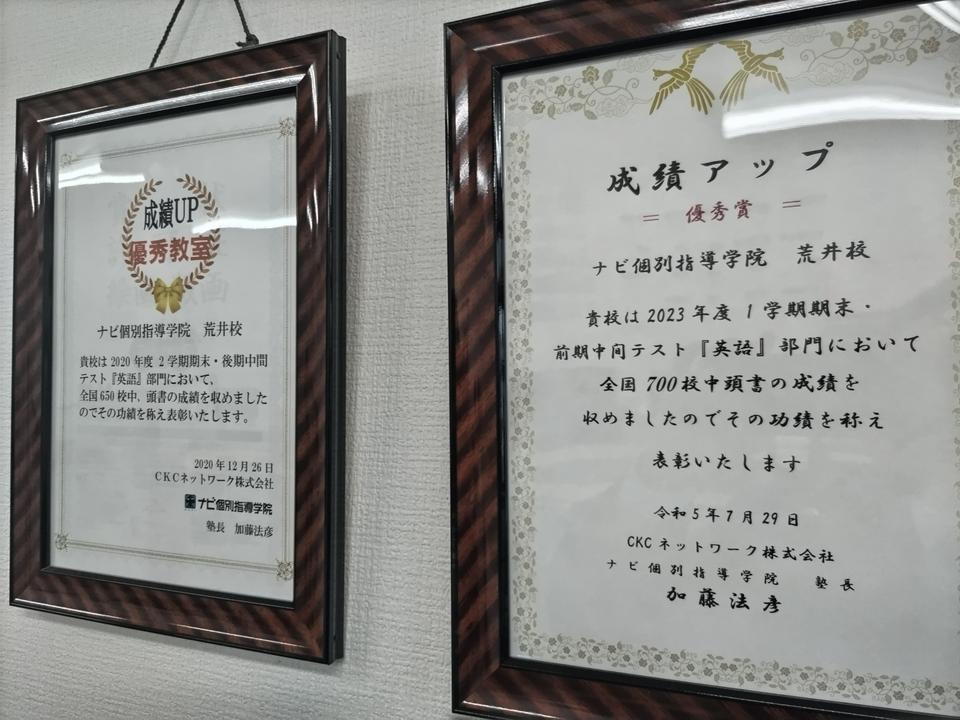 成績UP
優秀教室
ナビ個別指導学院 荒井校
貴校は 2020 年度 2 学期期末・後期中間
テスト『英語』部門において、
全国 650 校中、頭書の成績を収めました
のでその功績を称え表彰いたします。
2020 年 12 月 26 日
CKCネットワーク株式会社
ナビ個別指導学院
塾長 加藤法彦
成績アップ
= 優秀賞 =
ナビ個別指導学院 荒井校
貴校は 2023 年度 1 学期期末・
前期中間テスト『英語』部門において
全国 700 校中頭書の成績を
収めましたのでその功績を称え
表彰いたします
令和 5 年 7 月 29 日
CKC ネットワーク株式会社
ナビ個別指導学院 塾長
加藤法彦